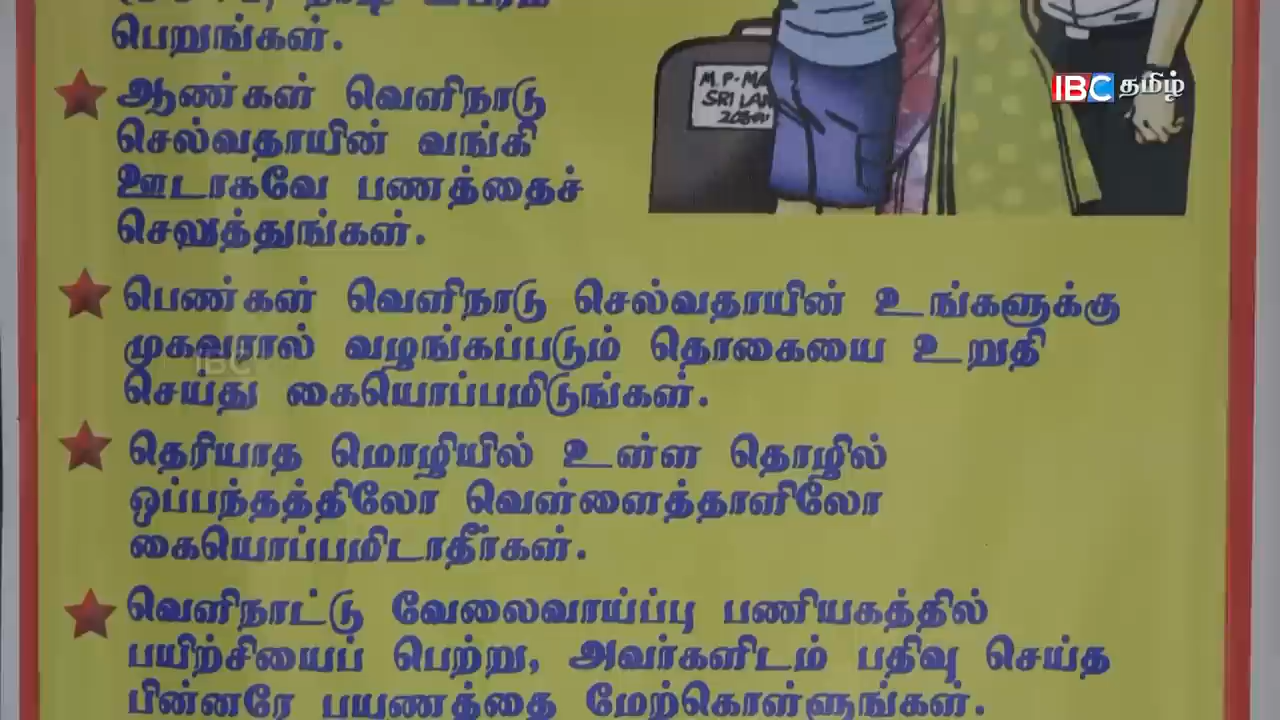 பெறுங்கள்.
ஆண்கள் வெளிநாடு
செல்வதாயின் வங்கி
ஊடாகவே பணத்தைச்
செலுத்துங்கள்.
M.P-MA
SRI LAN
IBC தமிழ்
பெண்கள் வெளிநாடு செல்வதாயின் உங்களுக்கு
முகவரால் வழங்கப்படும் தொகையை உறுதி
செய்து கையொப்பமிடுங்கள்.
IBC
தெரியாத மொழியில் உள்ள தொழில்
ஒப்பந்தத்திலோ வெள்ளைத்தாளிலோ
கையொப்பமிடாதீர்கள்.
வெளிநாட்டு வேலைவாய்ப்பு பணியகத்தில்
பயிற்சியைப் பெற்று, அவர்களிடம் பதிவு செய்த
பின்னரே பயணத்தை மேற்கொள்ளுங்கள்.